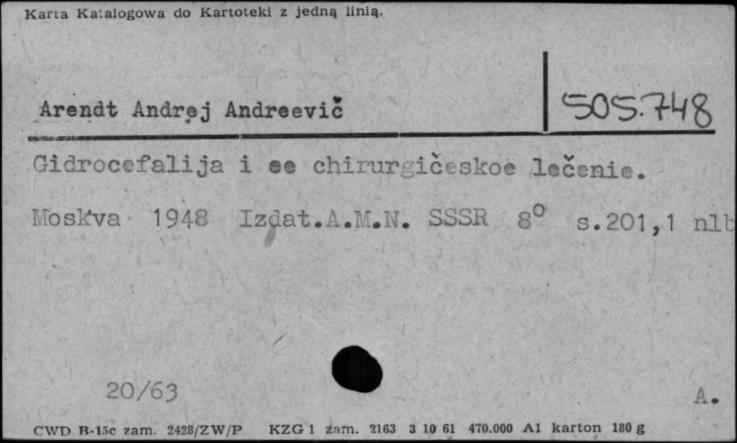 Karta Katalogowa do Kartoteki z jedną linią.
Arendt Andrej Andreevič
505.748
Gidrocefalija i ee chirurgičeskoe lečenie.
Moskva 1948 Izdat.A.M.N. SSSR 8° s.201,1 nlb
20/63
A.
CWD B-15c zam. 2428/ZW/P KZG 1 zam. 2163 3 10 61 470.000 A1 karton 180 g